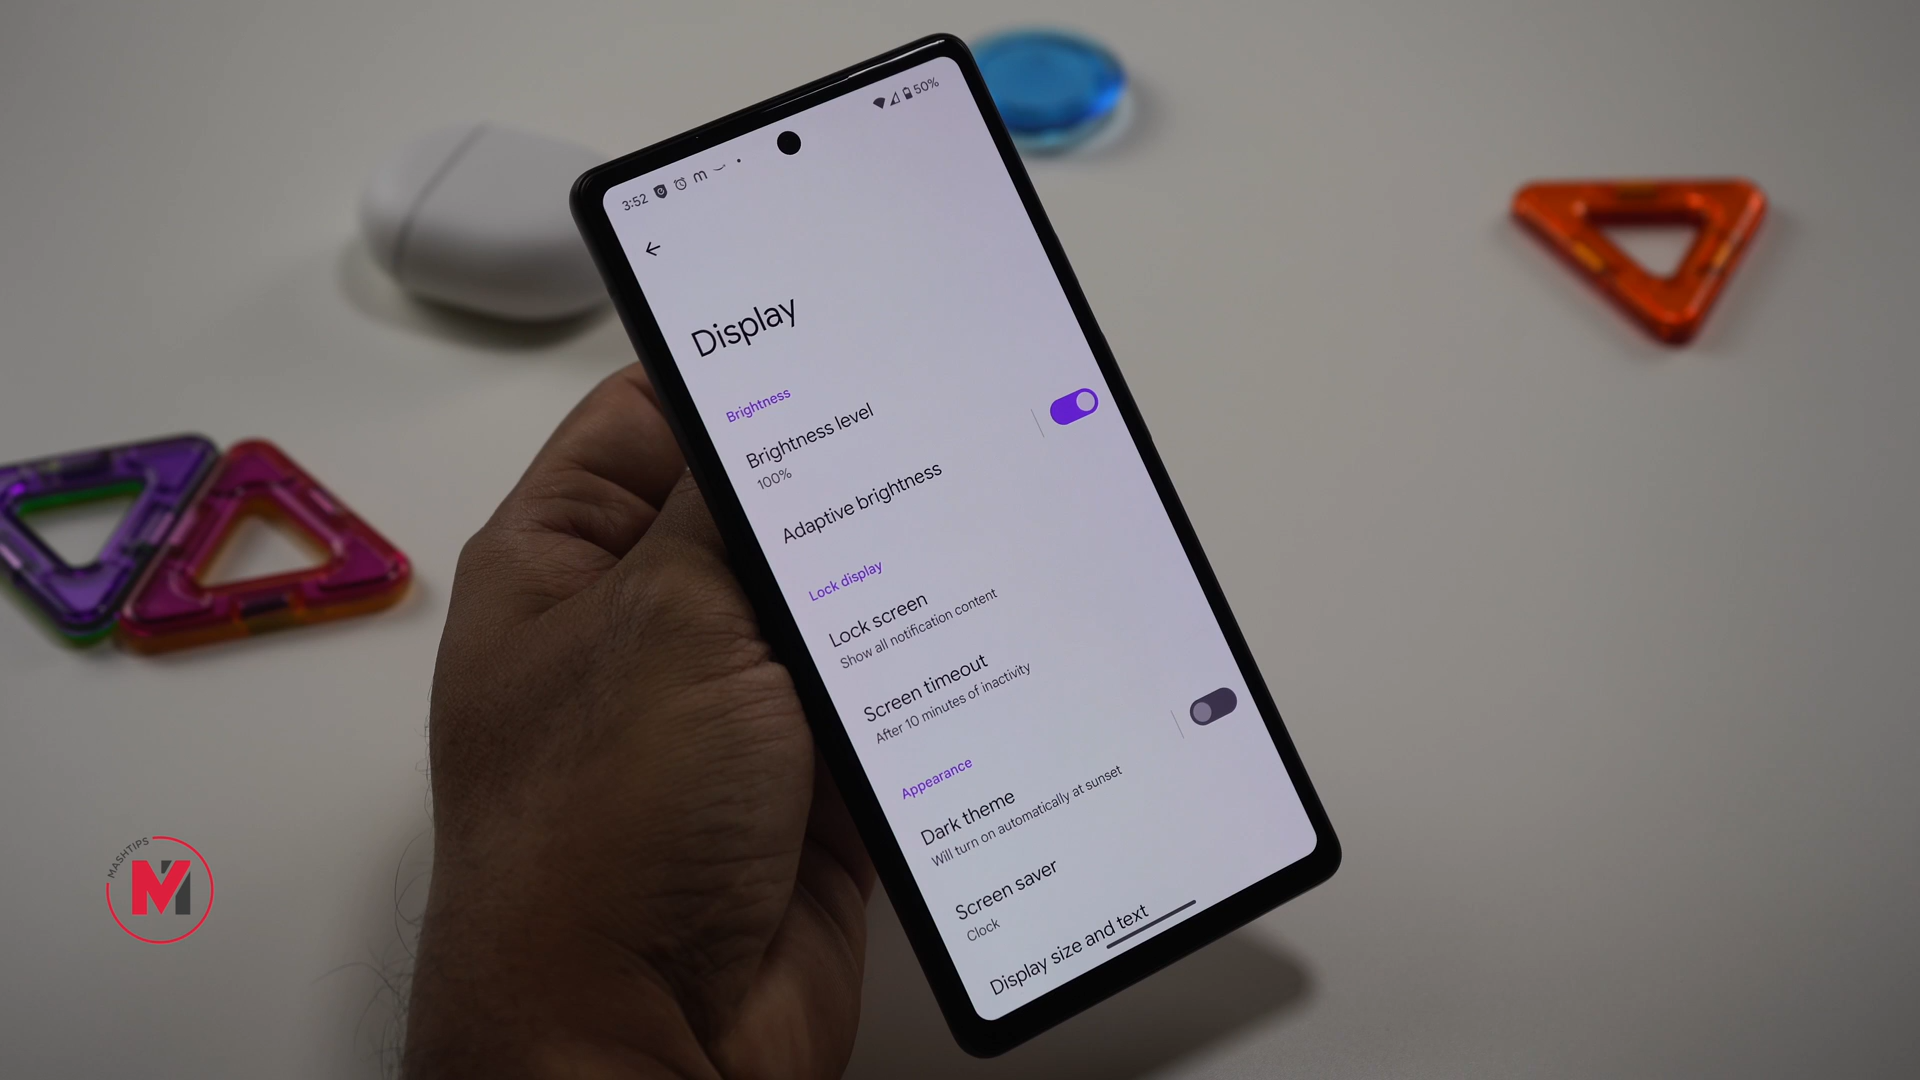 3:52
50%
Display
Brightness
Brightness level
100%
Adaptive brightness
Lock display
Lock screen
Show all notification content
Screen timeout
After 10 minutes of inactivity
Appearance
Dark theme
Will turn on automatically at sunset
Screen saver
Clock
Display size and text
MASHTIPS
M